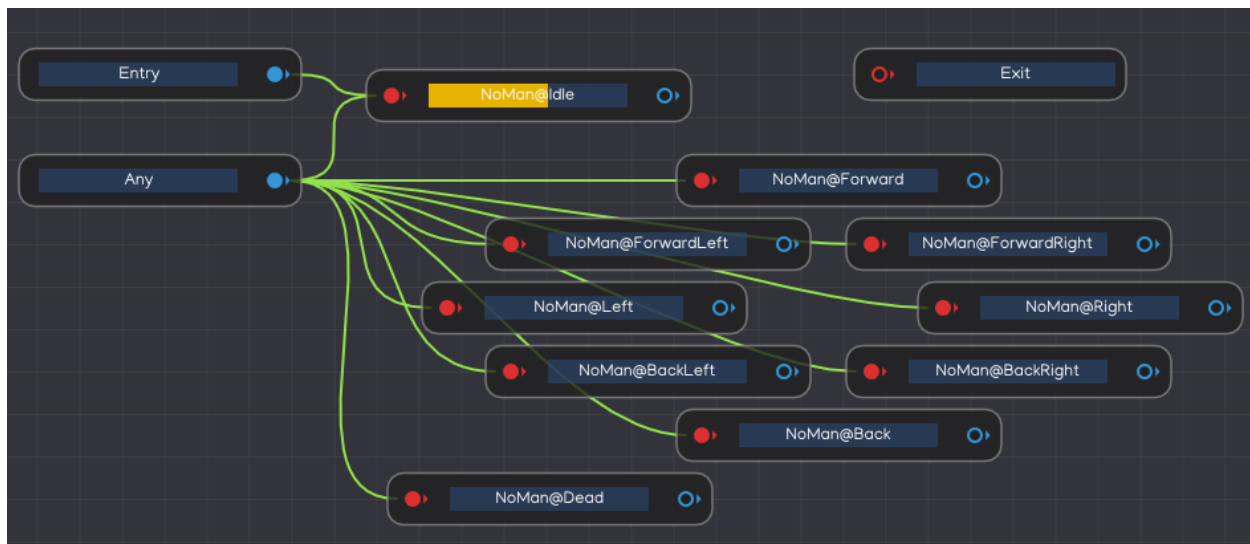 Entry
NoMan@Idle
Exit
Any
NoMan@Forward
NoMan@ForwardLeft
NoMan@ForwardRight
NoMan@Left
NoMan@Right
NoMan@BackLeft
NoMan@BackRight
NoMan@Back
NoMan@Dead